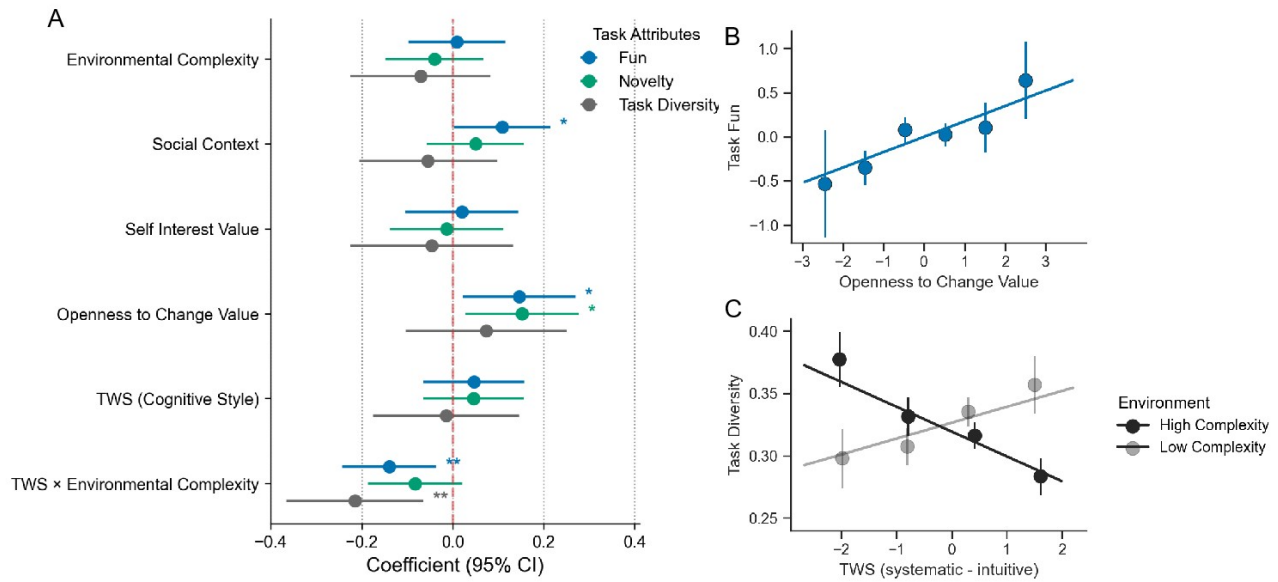 A
Task Attributes
Fun
Novelty
Task Diversity
Environmental Complexity
Social Context
*
Self Interest Value
Openness to Change Value
*
*
TWS (Cognitive Style)
TWS × Environmental Complexity
**
**
−0.4
−0.2
0.0
0.2
0.4
Coefficient (95% CI)
B
Task Fun
1.0
0.5
0.0
−0.5
−1.0
−3
−2
−1
0
1
2
3
Openness to Change Value
C
Task Diversity
0.40
0.35
0.30
0.25
−2
−1
0
1
2
TWS (systematic - intuitive)
Environment
High Complexity
Low Complexity